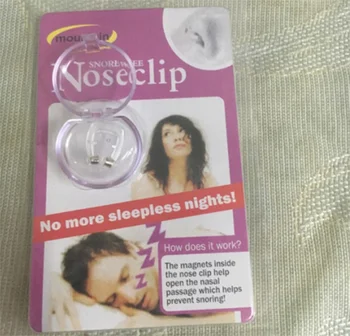 SNORE
Noseclip
No more sleepless nights!
Z
Z
Z
Z
How does it work?
The magnets inside
the nose clip help
open the nasal
passage which helps
prevent snoring!